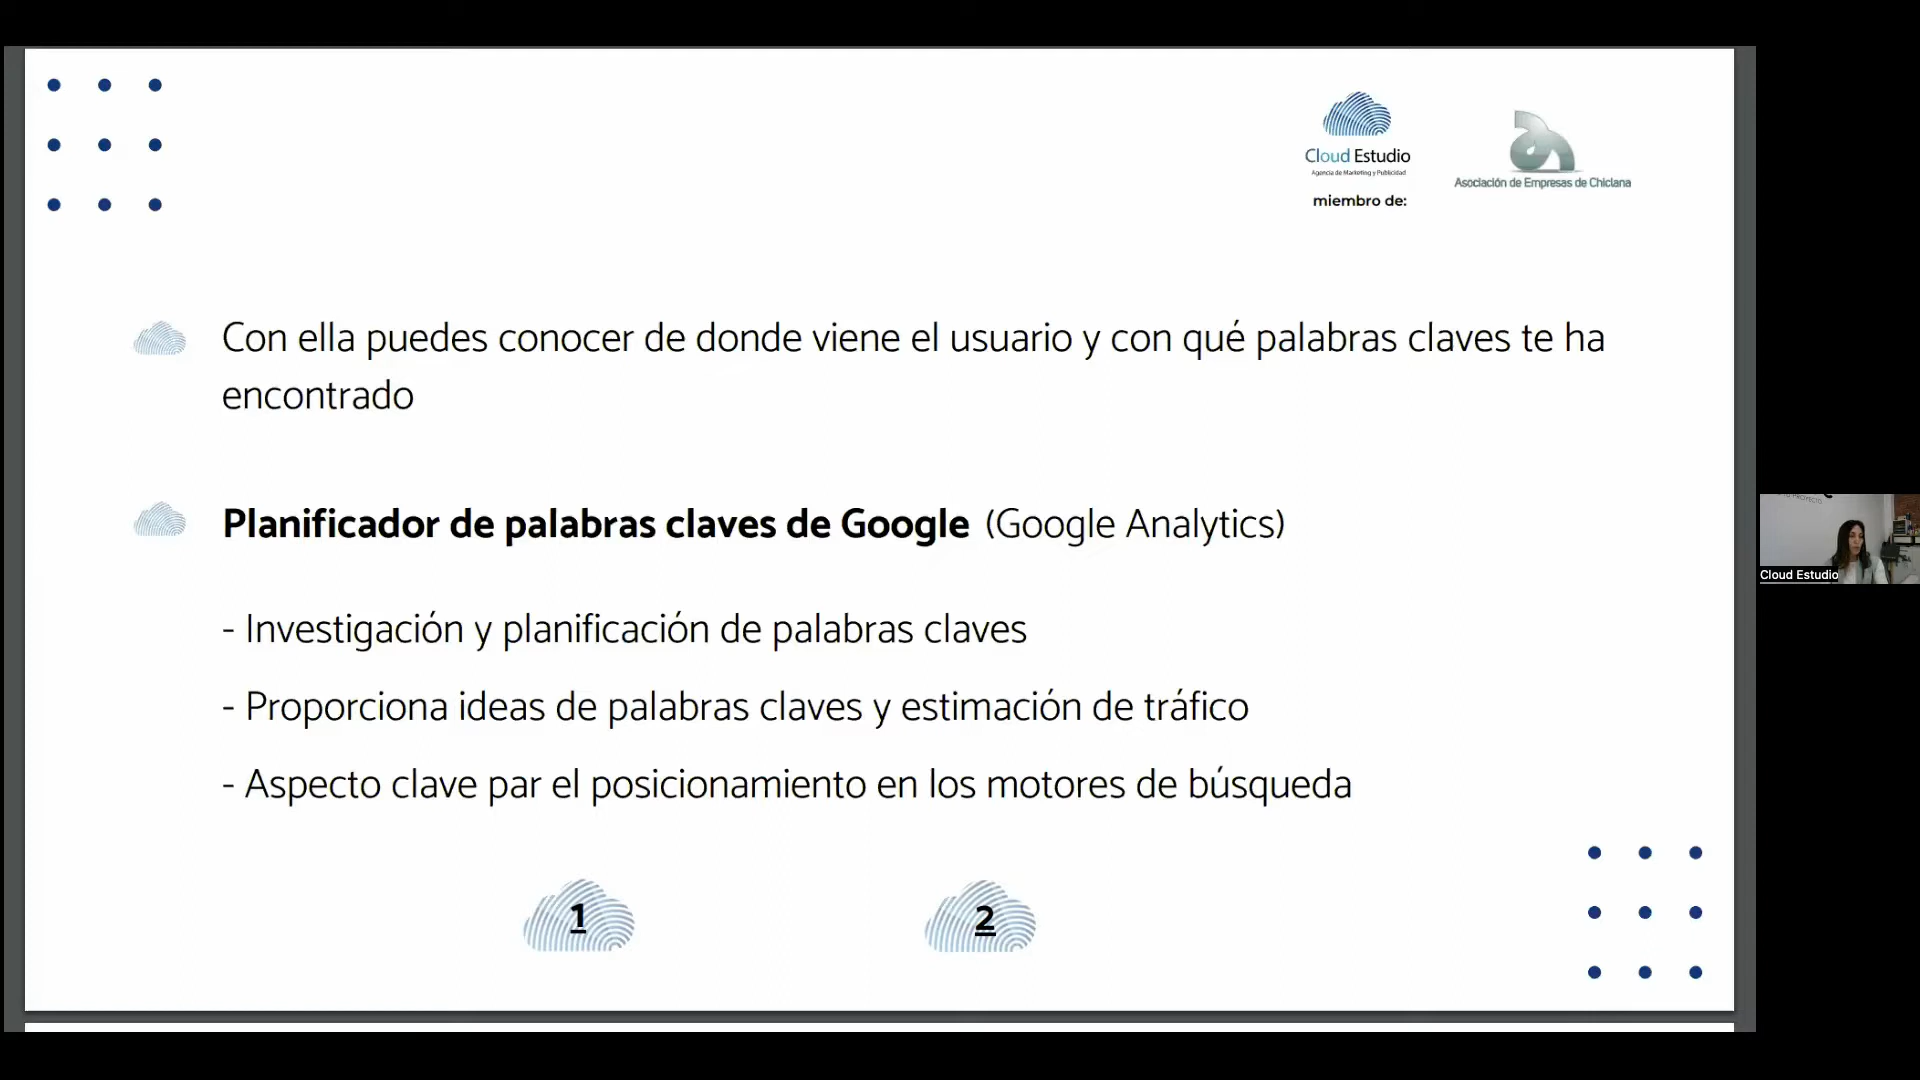 Cloud Estudio
Agencia de Marketing y Publicidad
miembro de:
Asociación de Empresas de Chiclana
Con ella puedes conocer de donde viene el usuario y con qué palabras claves te ha
encontrado
Planificador de palabras claves de Google (Google Analytics)
- Investigación y planificación de palabras claves
- Proporciona ideas de palabras claves y estimación de tráfico
- Aspecto clave par el posicionamiento en los motores de búsqueda
1
2
Cloud Estudio